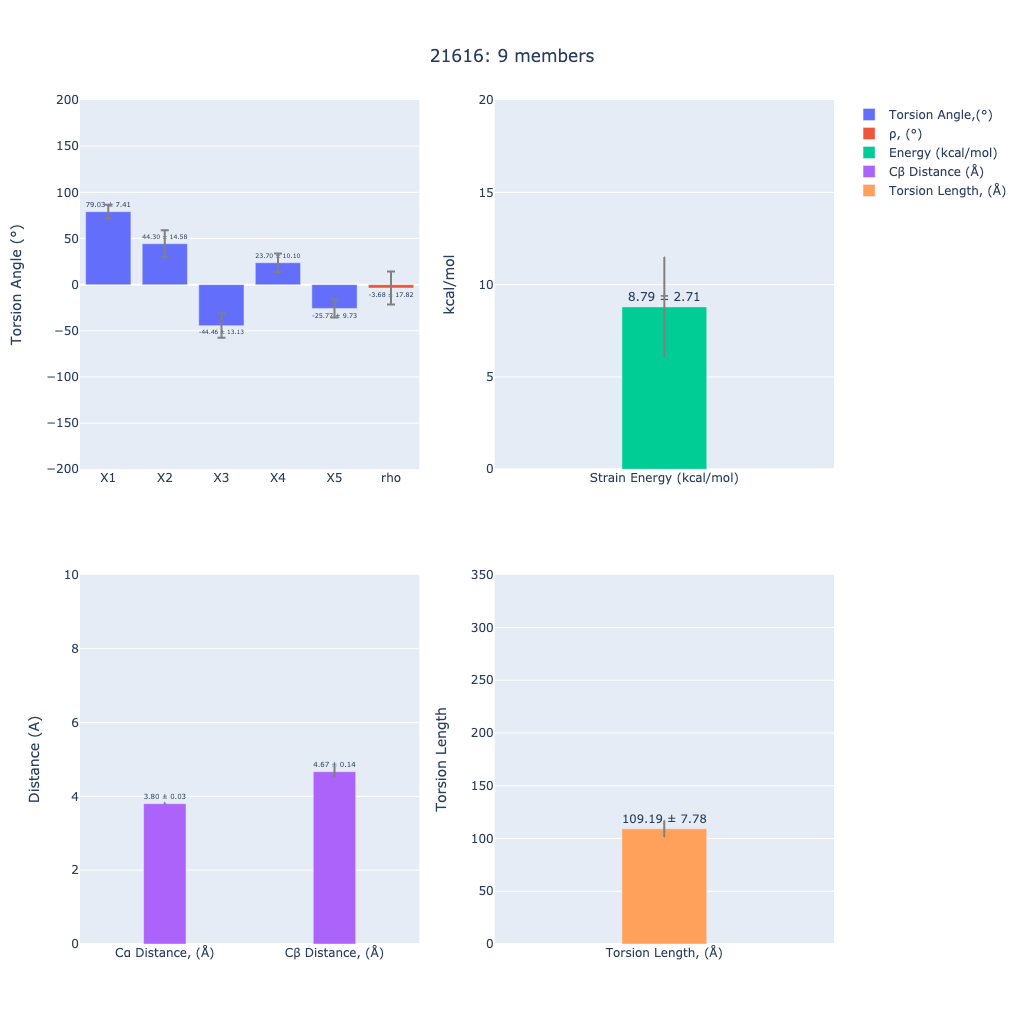 21616: 9 members
Torsion Angle (°)
200
150
100
50
0
−50
−100
−150
−200
79.03 ± 7.41
44.30 ± 14.58
-44.46 ± 13.13
23.70 ± 10.10
-3.68 ± 17.82
X1 X2 X3 X4 X5 rho
kcal/mol
20
15
10
5
0
8.79 ± 2.71
Strain Energy (kcal/mol)
Torsion Angle,(°)
ρ, (°)
Energy (kcal/mol)
Cβ Distance (Å)
Torsion Length, (Å)
Distance (A)
10
8
6
4
2
0
3.80 ± 0.03
4.67 ± 0.14
Cα Distance, (Å) Cβ Distance, (Å)
Torsion Length
350
300
250
200
150
100
50
0
109.19 ± 7.78
Torsion Length, (Å)